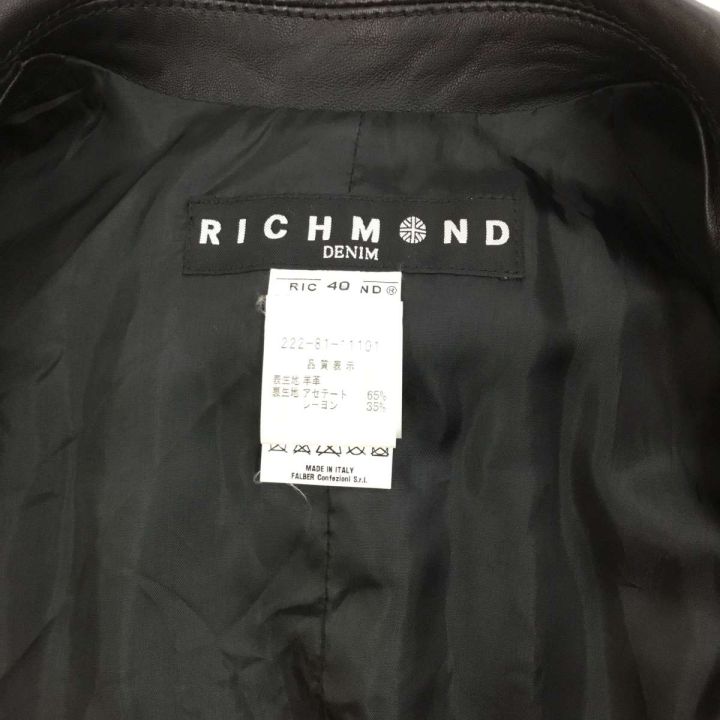 RICHMOND
DENIM
RIC 40 ND®
222-81-11101
品質表示
表生地 羊革
裏生地 アセテート 65%
レーヨン 35%
MADE IN ITALY
FALBER Confezioni S.r.l.